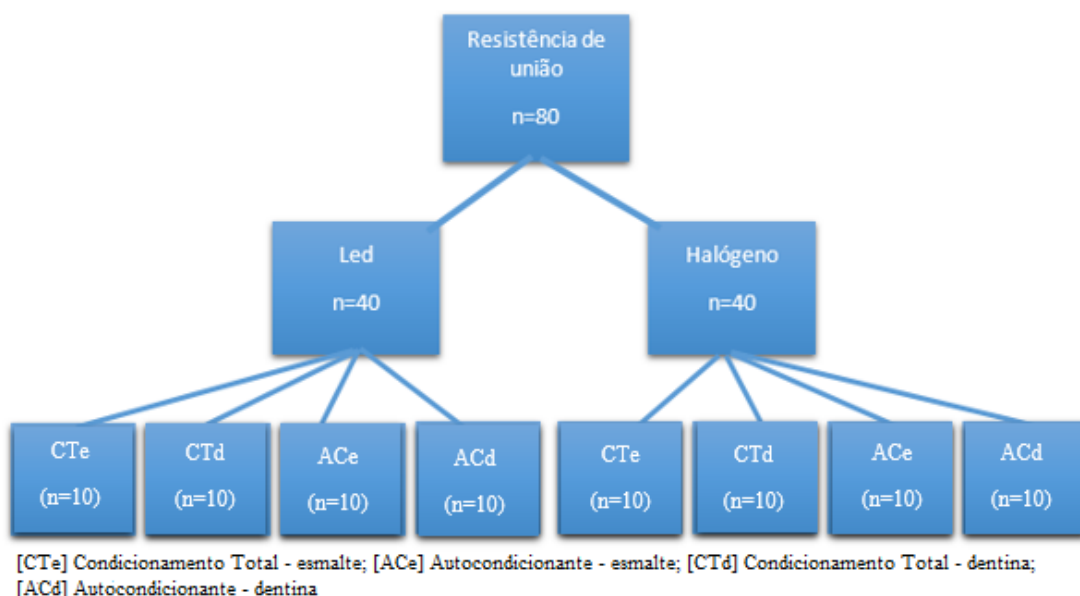 Resistência de
união
n=80
Led
n=40
Halógeno
n=40
CTe
(n=10)
CTd
(n=10)
ACe
(n=10)
ACd
(n=10)
CTe
(n=10)
CTd
(n=10)
ACe
(n=10)
ACd
(n=10)
[CTe] Condicionamento Total - esmalte; [ACe] Autocondicionante - esmalte; [CTd] Condicionamento Total - dentina;
[ACd] Autocondicionante - dentina